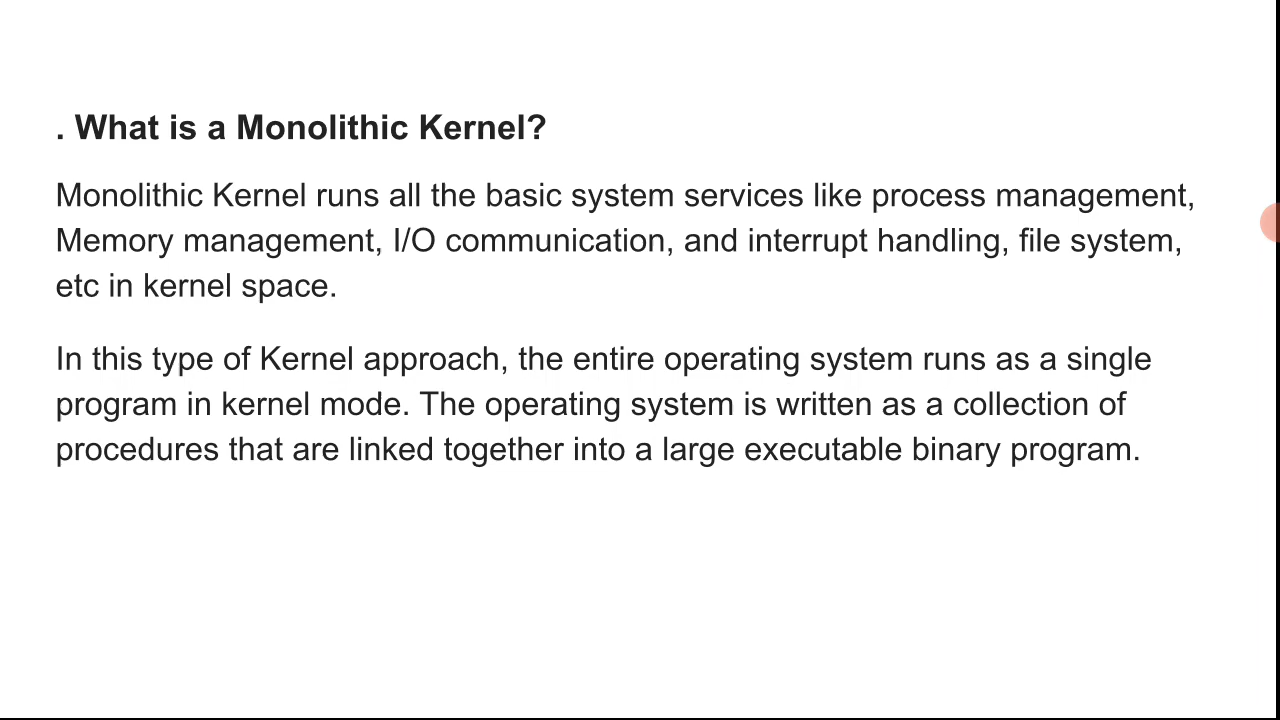 . What is a Monolithic Kernel?
Monolithic Kernel runs all the basic system services like process management,
Memory management, I/O communication, and interrupt handling, file system,
etc in kernel space.
In this type of Kernel approach, the entire operating system runs as a single
program in kernel mode. The operating system is written as a collection of
procedures that are linked together into a large executable binary program.